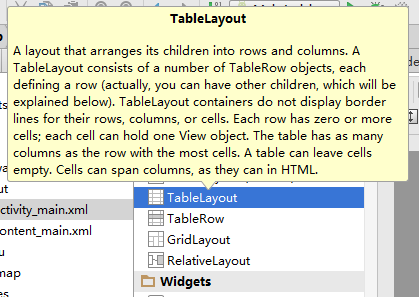 TableLayout
A layout that arranges its children into rows and columns. A
TableLayout consists of a number of TableRow objects, each
defining a row (actually, you can have other children, which will be
explained below). TableLayout containers do not display border
lines for their rows, columns, or cells. Each row has zero or more
cells; each cell can hold one View object. The table has as many
columns as the row with the most cells. A table can leave cells
empty. Cells can span columns, as they can in HTML.
TableLayout
TableRow
ctivity_main.xml
GridLayout
ontent_main.xml
RelativeLayout
u
map
Widgets
es